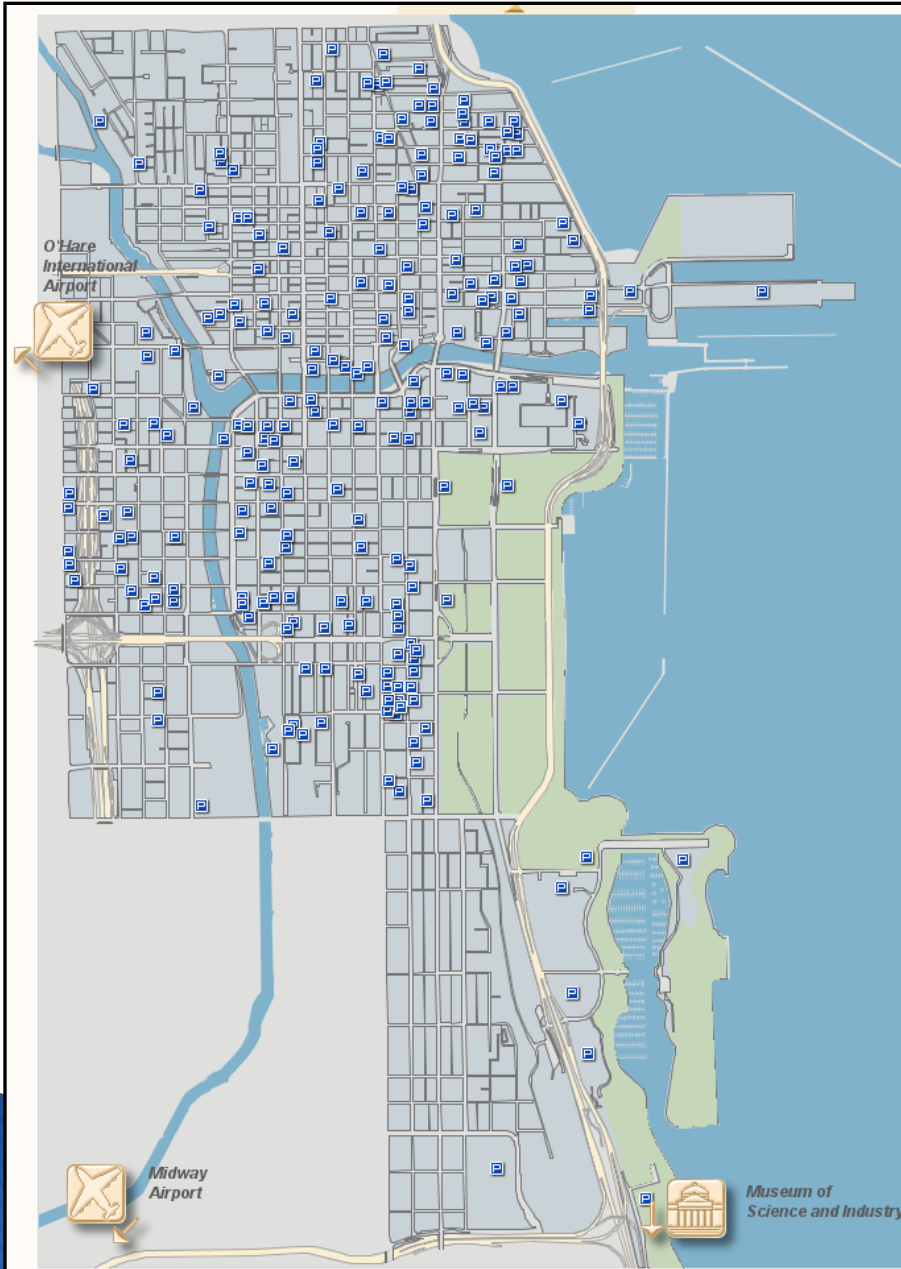 O'Hare
International
Airport
Midway
Airport
Museum of
Science and Industry